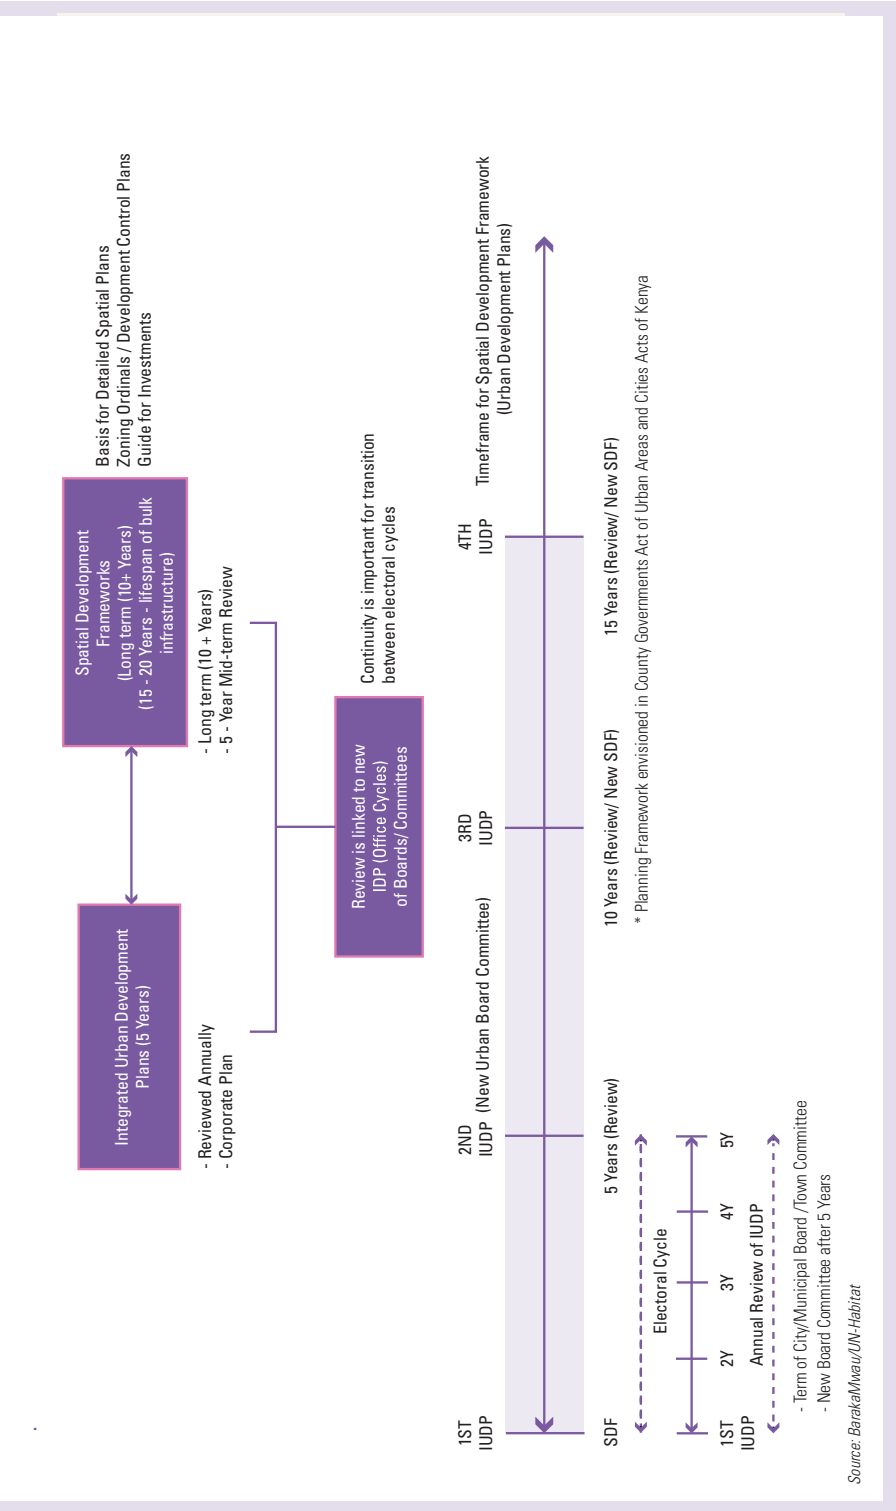 Integrated Urban Development
Plans (5 Years)
Spatial Development
Frameworks
(Long term (10+ Years)
(15 - 20 Years - lifespan of bulk
infrastructure)
Basis for Detailed Spatial Plans
Zoning Ordinals / Development Control Plans
Guide for Investments
- Reviewed Annually
- Corporate Plan
- Long term (10 + Years)
- 5 - Year Mid-term Review
Review is linked to new
IDP (Office Cycles)
of Boards/ Committees
Continuity is important for transition
between electoral cycles
1ST
IUDP
2ND
IUDP (New Urban Board Committee)
3RD
IUDP
4TH
IUDP
Timeframe for Spatial Development Framework
(Urban Development Plans)
SDF
5 Years (Review)
10 Years (Review/ New SDF)
15 Years (Review/ New SDF)
* Planning Framework envisioned in County Governments Act of Urban Areas and Cities Acts of Kenya
Electoral Cycle
1ST
IUDP
2Y
3Y
4Y
5Y
Annual Review of IUDP
- Term of City/Municipal Board /Town Committee
- New Board Committee after 5 Years
Source: BarakaMwau/UN-Habitat